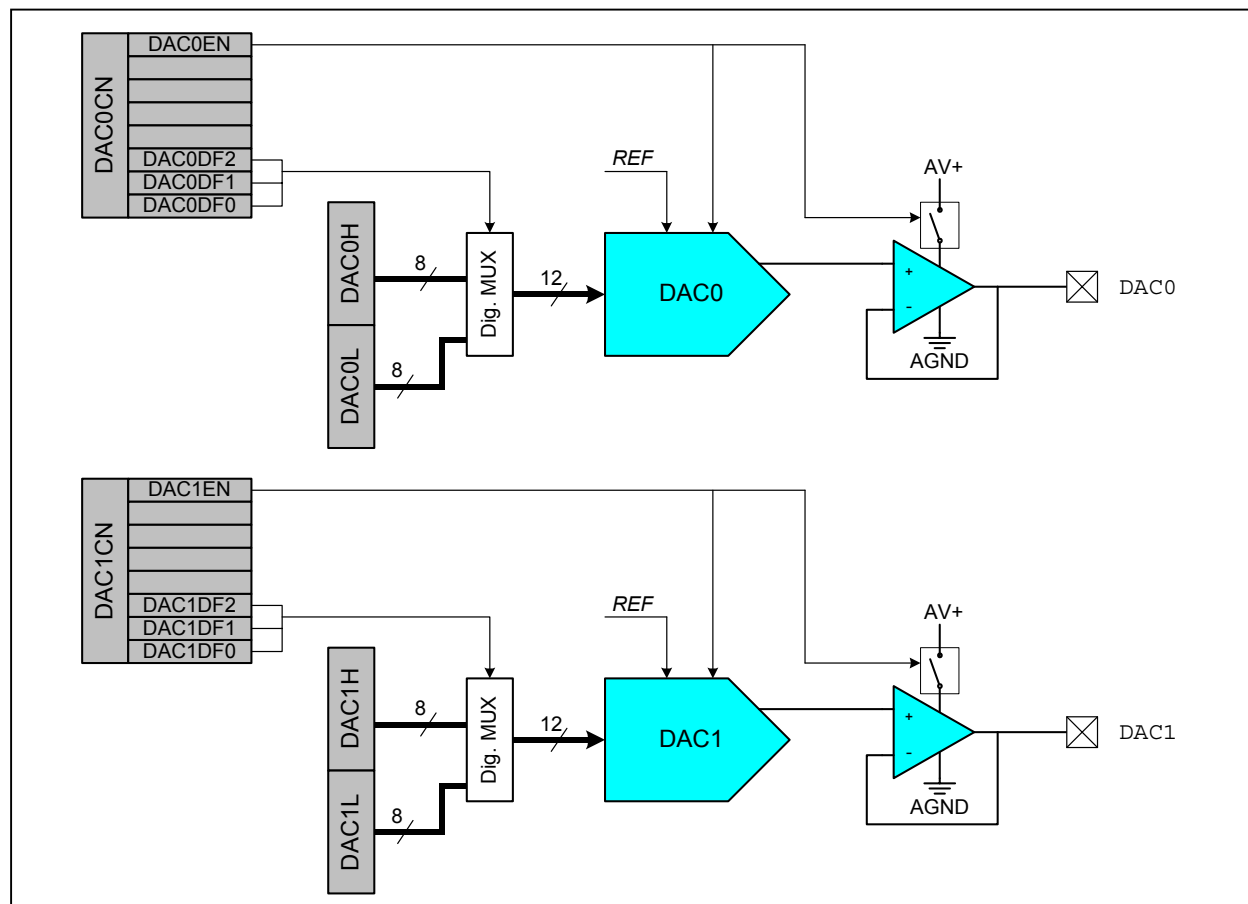 DAC0CN
DAC0EN
DAC0DF2
DAC0DF1
DAC0DF0
REF
AV+
DAC0H
8
Dig. MUX
12
DAC0
+
-
DAC0
DAC0L
8
AGND
DAC1CN
DAC1EN
DAC1DF2
DAC1DF1
DAC1DF0
REF
AV+
DAC1H
8
Dig. MUX
12
DAC1
+
-
DAC1
DAC1L
8
AGND